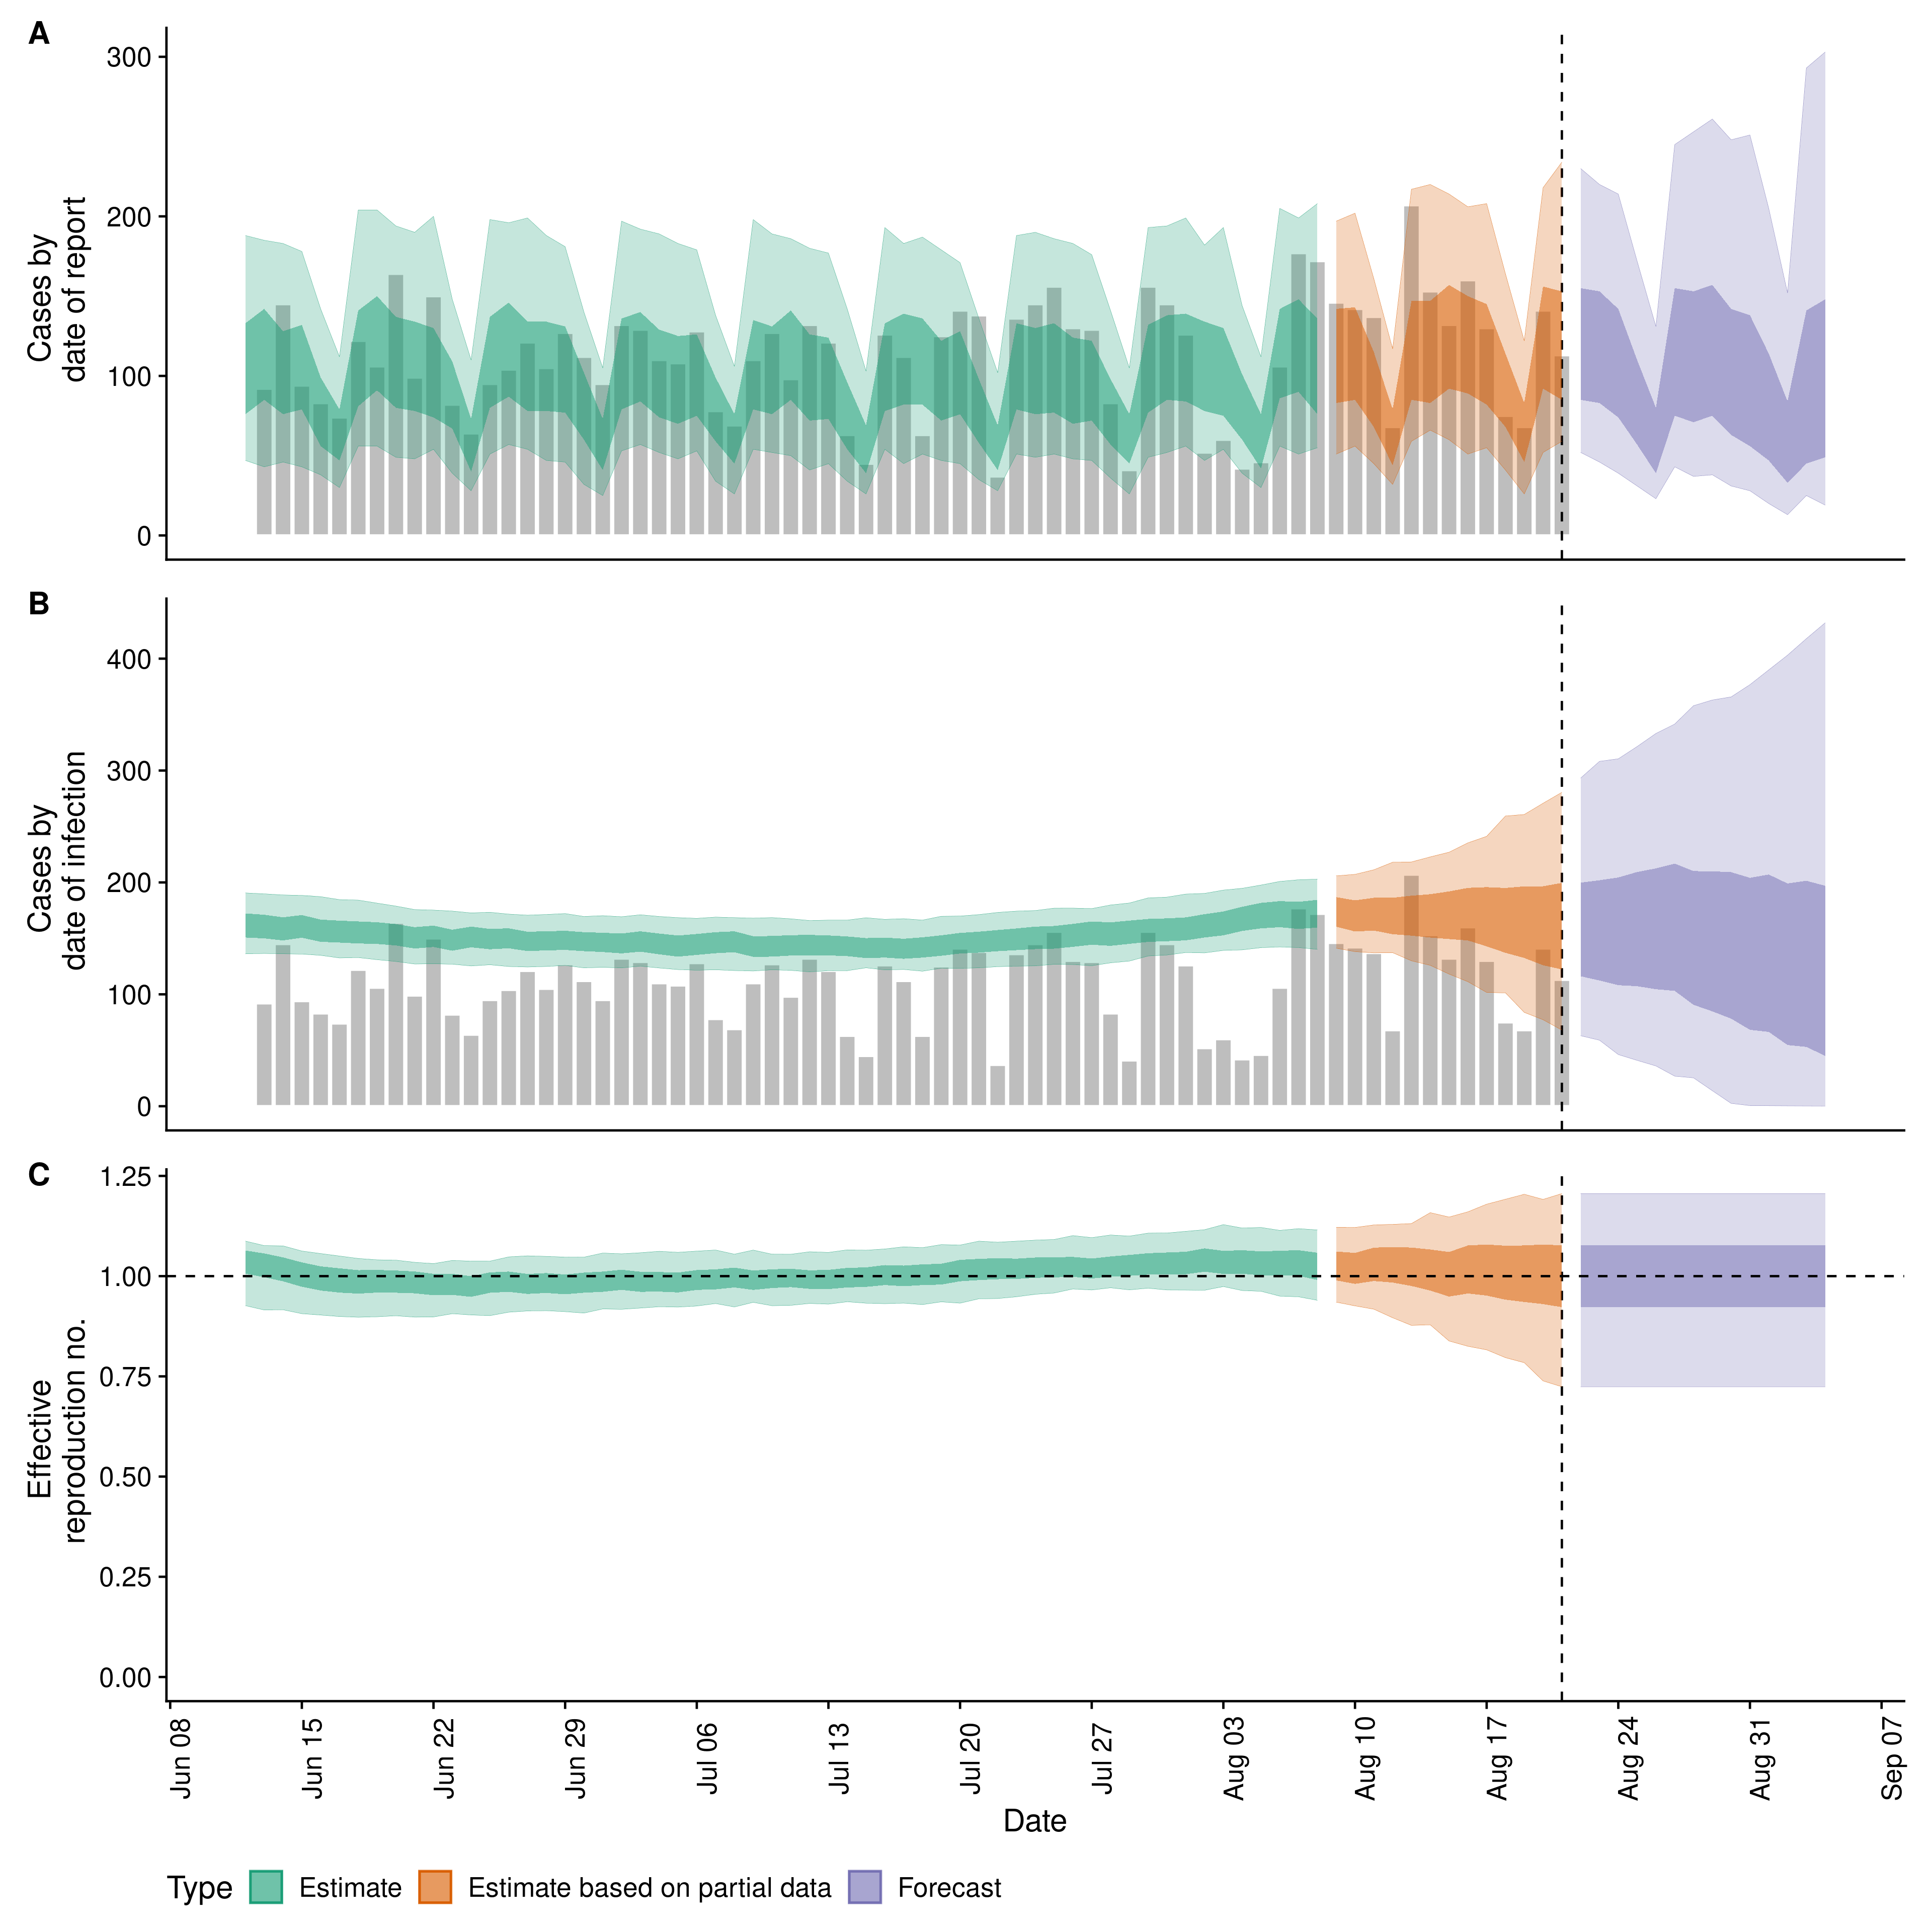 A
300
200
100
0
Cases by
date of report
B
400
300
200
100
0
Cases by
date of infection
C
1.25
1.00
0.75
0.50
0.25
0.00
Effective
reproduction no.
Jun 08
Jun 15
Jun 22
Jun 29
Jul 06
Jul 13
Jul 20
Jul 27
Aug 03
Aug 10
Aug 17
Aug 24
Aug 31
Sep 07
Date
Type Estimate Estimate based on partial data Forecast